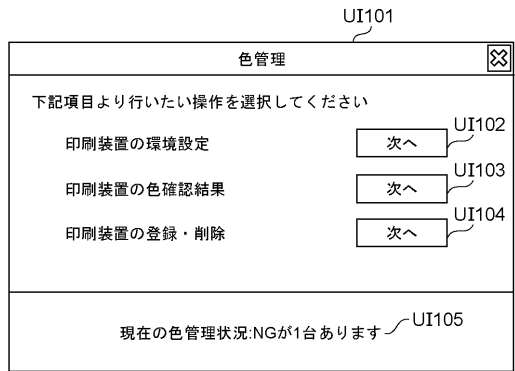 UI101
色管理
下記項目より行いたい操作を選択してください
UI102
印刷装置の環境設定 次へ
UI103
印刷装置の色確認結果 次へ
UI104
印刷装置の登録・削除 次へ
現在の色管理状況:NGが1台あります UI105